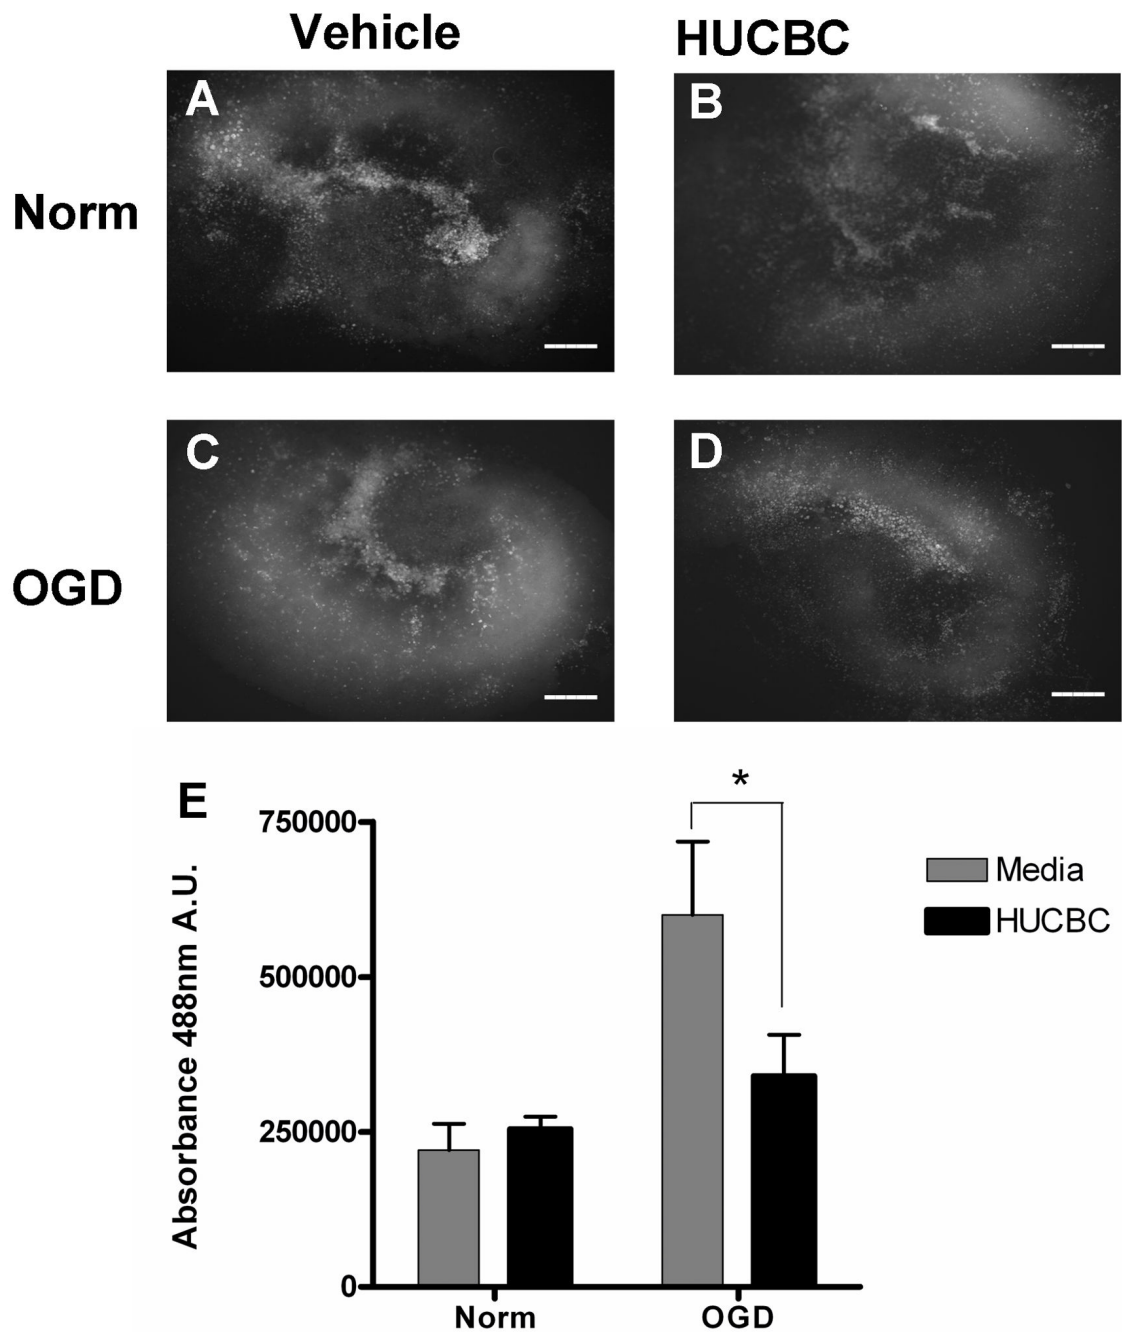 Vehicle
HUCBC
Norm
A
B
OGD
C
D
E
*
Absorbance 488nm A.U.
750000
500000
250000
0
Norm
OGD
Media
HUCBC